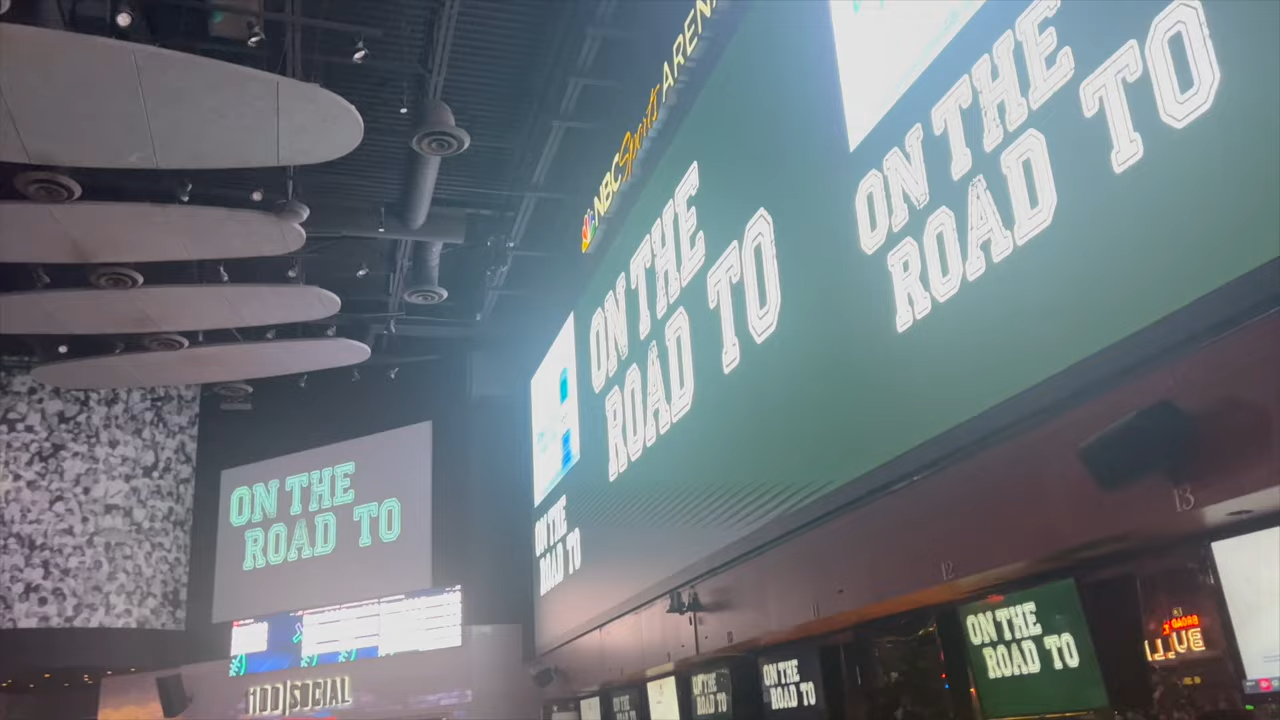 NBC Sports ARENA
ON THE
ROAD TO
ON THE
ROAD TO
ON THE
ROAD TO
ON THE
ROAD TO
1100|SOCIAL
13
12
ON THE
ROAD TO
ON THE
ROAD TO
ON THE
ROAD TO
ON THE
ROAD TO
BROAD
BULL